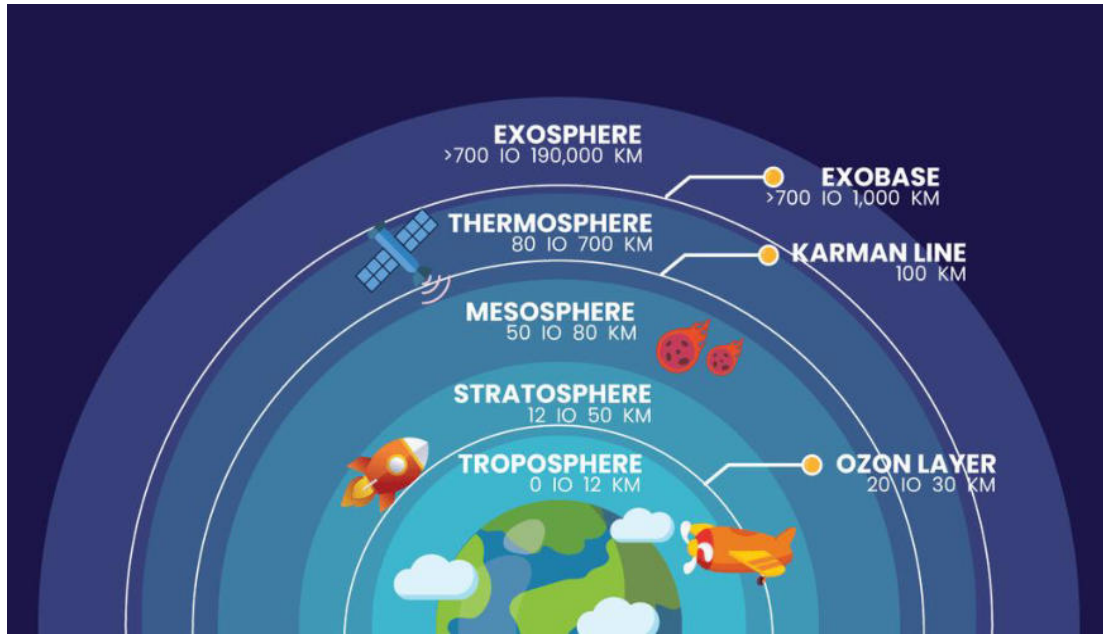 EXOSPHERE
>700 IO 190,000 KM
EXOBASE
>700 IO 1,000 KM
THERMOSPHERE
80 IO 700 KM
KARMAN LINE
100 KM
MESOSPHERE
50 IO 80 KM
STRATOSPHERE
12 IO 50 KM
TROPOSPHERE
0 IO 12 KM
OZON LAYER
20 IO 30 KM